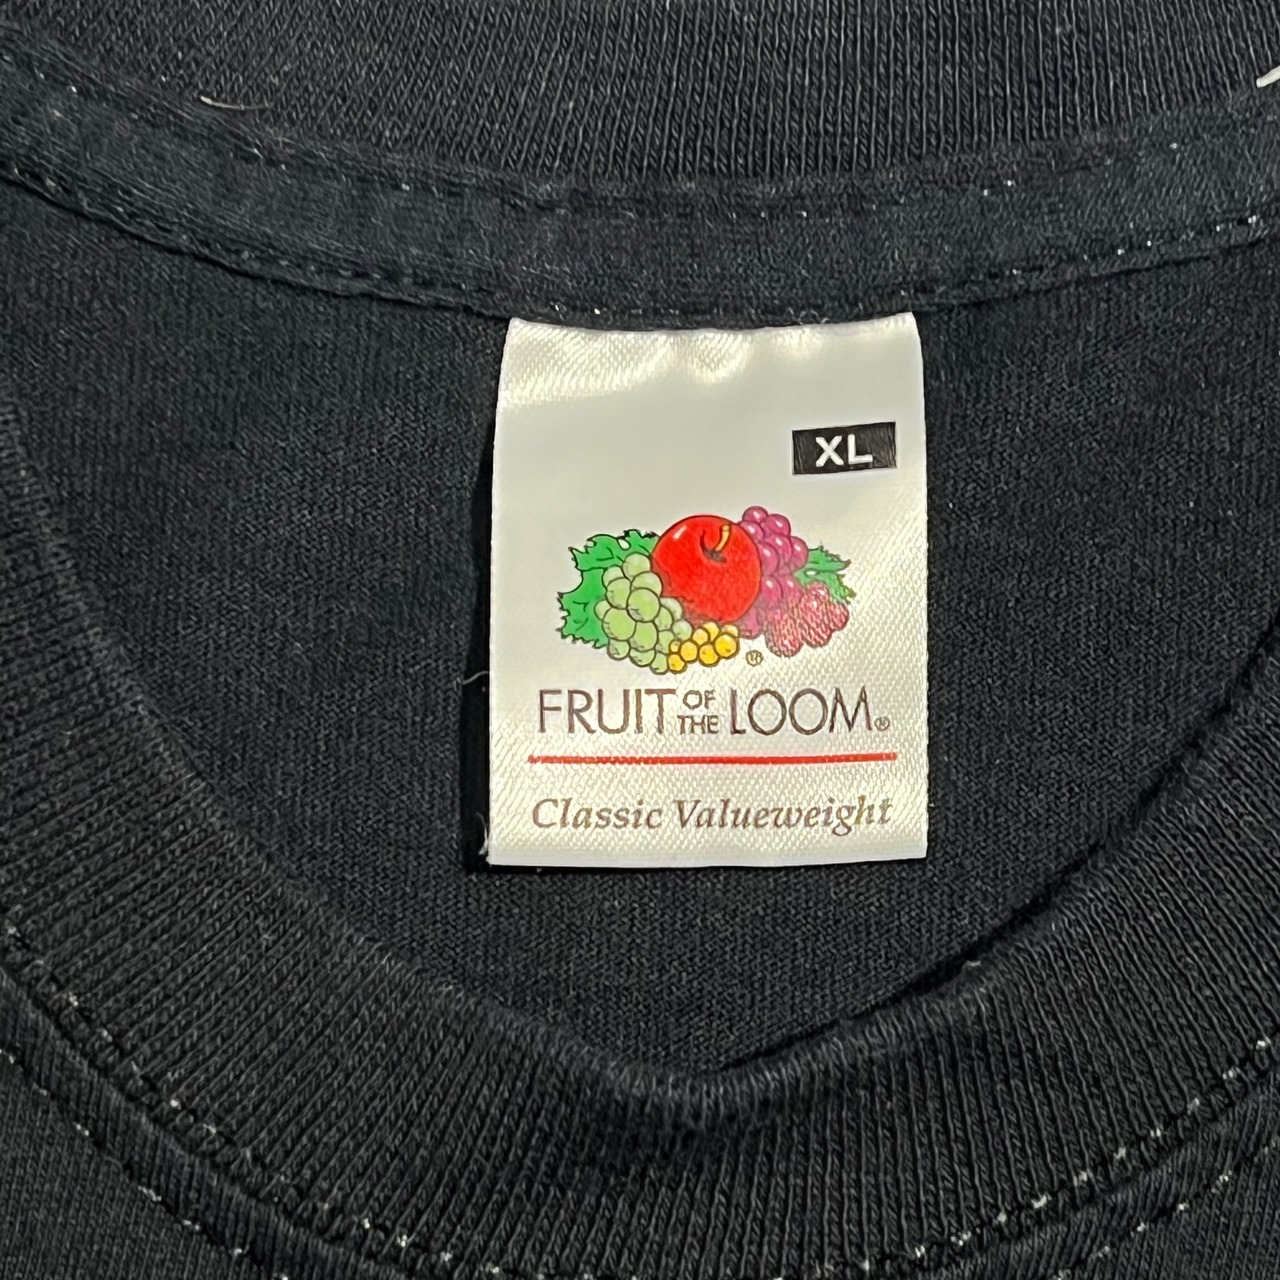 XL
®
FRUIT OF THE LOOM®
Classic Valueweight